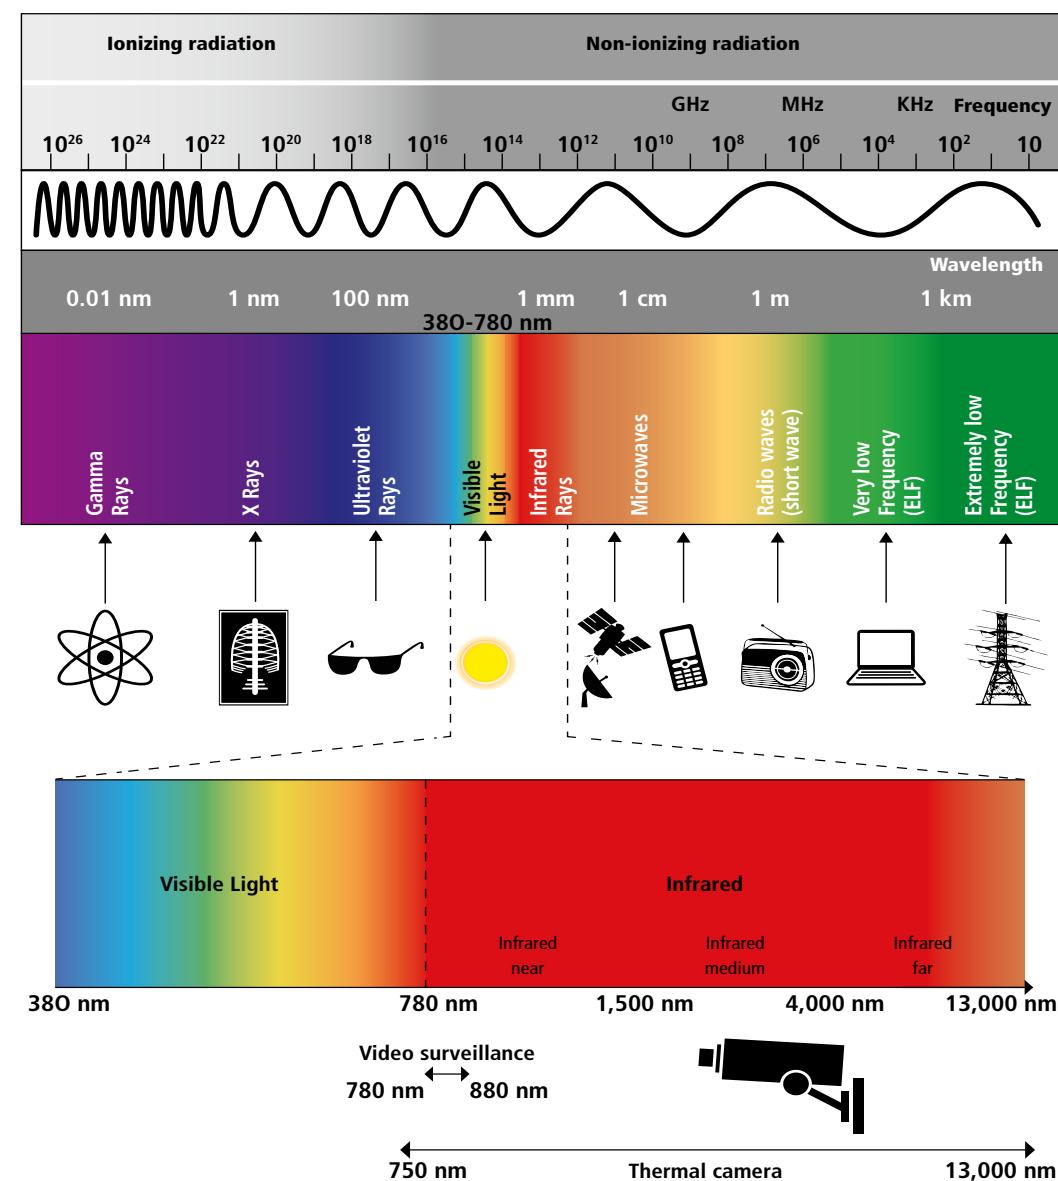 Ionizing radiation Non-ionizing radiation
GHz MHz KHz Frequency
10²⁶ 10²⁴ 10²² 10²⁰ 10¹⁸ 10¹⁶ 10¹⁴ 10¹² 10¹⁰ 10⁸ 10⁶ 10⁴ 10² 10
Wavelength
0.01 nm 1 nm 100 nm 1 mm 1 cm 1 m 1 km
380-780 nm
Gamma
Rays
X Rays
Ultraviolet
Rays
Visible
Light
Infrared
Rays
Microwaves
Radio waves
(short wave)
Very low
Frequency
(ELF)
Extremely low
Frequency
(ELF)
Visible Light Infrared
Infrared
near
Infrared
medium
Infrared
far
380 nm 780 nm 1,500 nm 4,000 nm 13,000 nm
Video surveillance
780 nm 880 nm
750 nm Thermal camera 13,000 nm